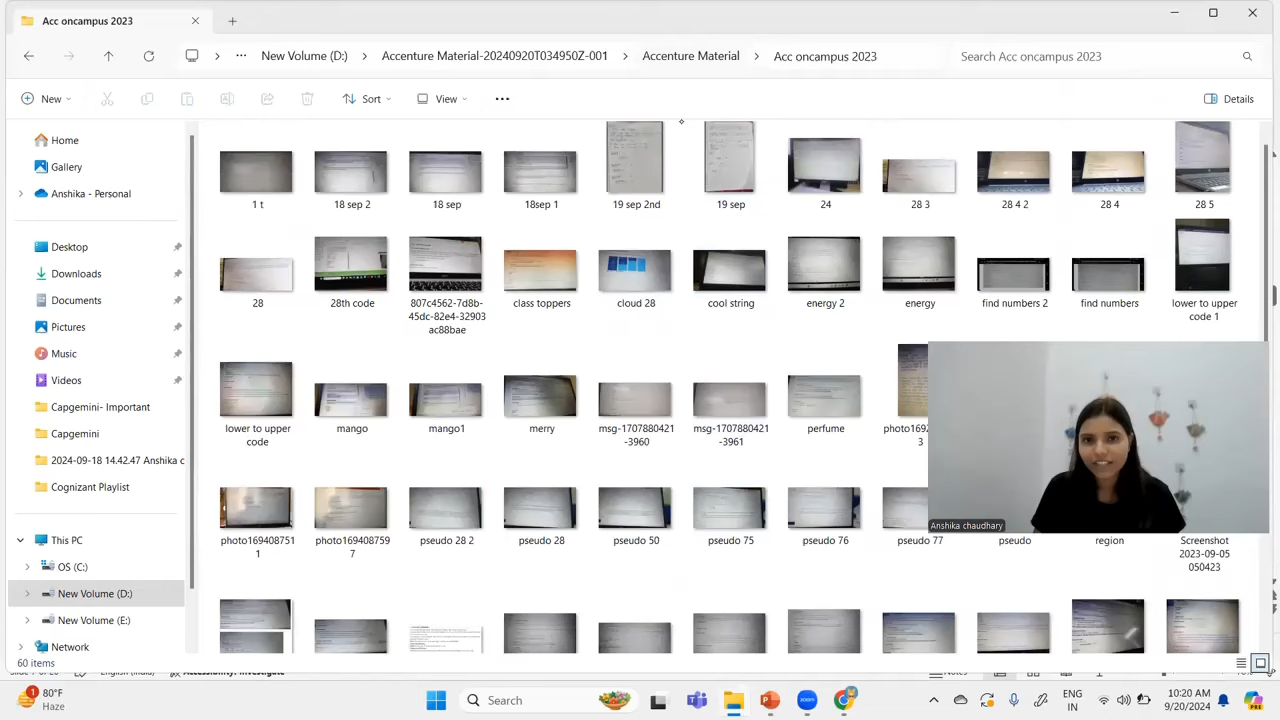 Acc oncampus 2023
New Volume (D:)
Accenture Material-20240920T034950Z-001
Accenture Material
Acc oncampus 2023
Search Acc oncampus 2023
New
Sort
View
Details
Home
Gallery
Anshika - Personal
Desktop
Downloads
Documents
Pictures
Music
Videos
Capgemini- Important
Capgemini
2024-09-18 14.42.47 Anshika c
Cognizant Playlist
This PC
OS (C:)
New Volume (D:)
New Volume (E:)
Network
1 t
18 sep 2
18 sep
18sep 1
19 sep 2nd
19 sep
24
28 3
28 4 2
28 4
28 5
28
28th code
807c4562-7d8b-
45dc-82e4-32903
ac88bae
class toppers
cloud 28
cool string
energy 2
energy
find numbers 2
find numbers
lower to upper
code 1
lower to upper
code
mango
mango1
merry
msg-1707880421
-3960
msg-1707880421
-3961
perfume
photo169
3
photo169408751
1
photo169408759
7
pseudo 28 2
pseudo 28
pseudo 50
pseudo 75
pseudo 76
pseudo 77
pseudo
region
Screenshot
2023-09-05
050423
Anshika chaudhary
60 items
English (India)
Accessibility: Investigate
Notes
1
80°F
Haze
Search
ENG
IN
10:20 AM
9/20/2024